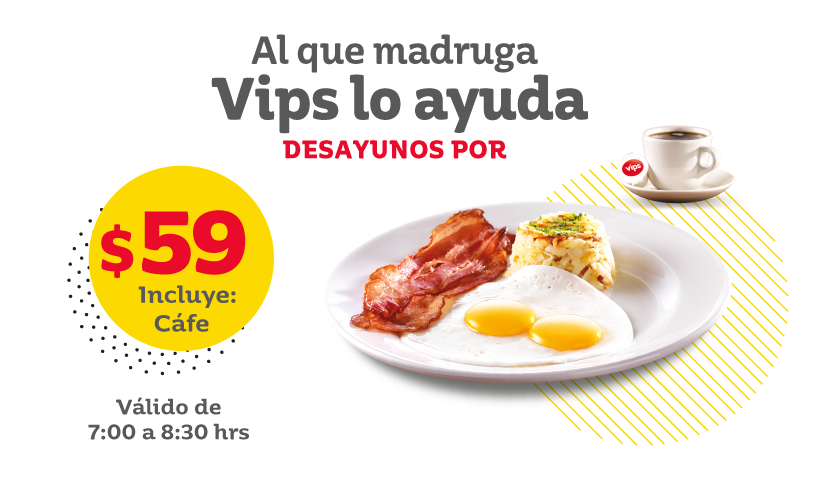 Al que madruga
Vips lo ayuda
DESAYUNOS POR
vips
$59
Incluye:
Cáfe
Válido de
7:00 a 8:30 hrs